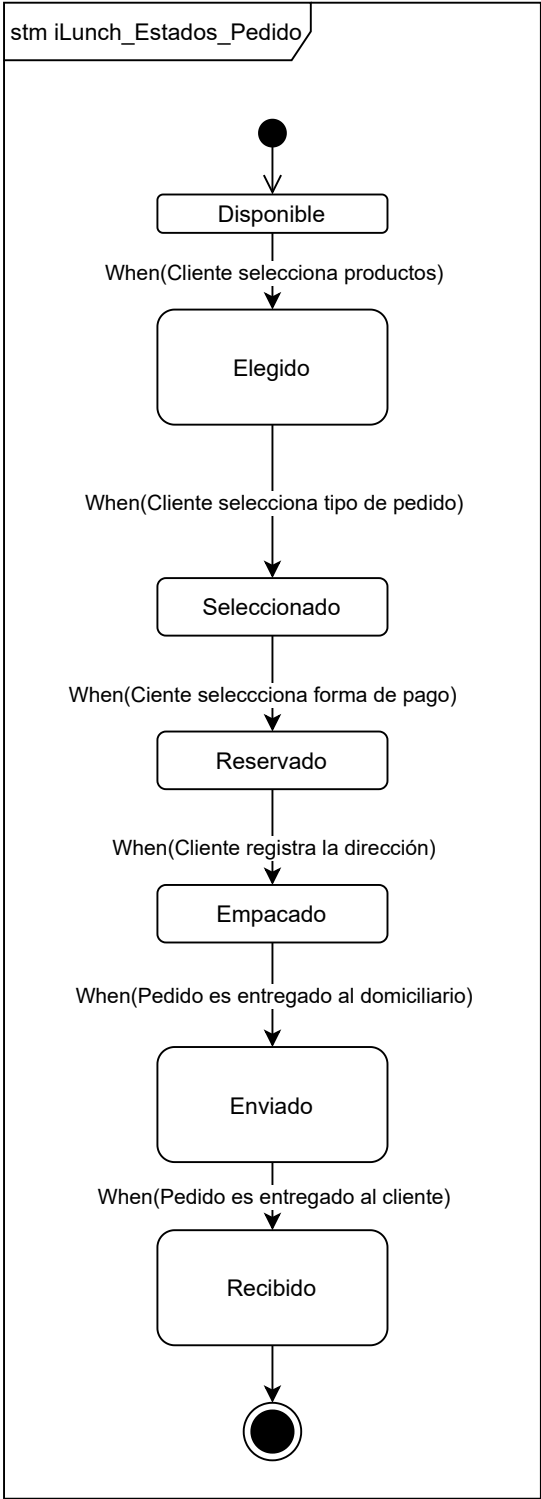 stm iLunch_Estados_Pedido
Disponible
When(Cliente selecciona productos)
Elegido
When(Cliente selecciona tipo de pedido)
Seleccionado
When(Ciente seleccciona forma de pago)
Reservado
When(Cliente registra la dirección)
Empacado
When(Pedido es entregado al domiciliario)
Enviado
When(Pedido es entregado al cliente)
Recibido